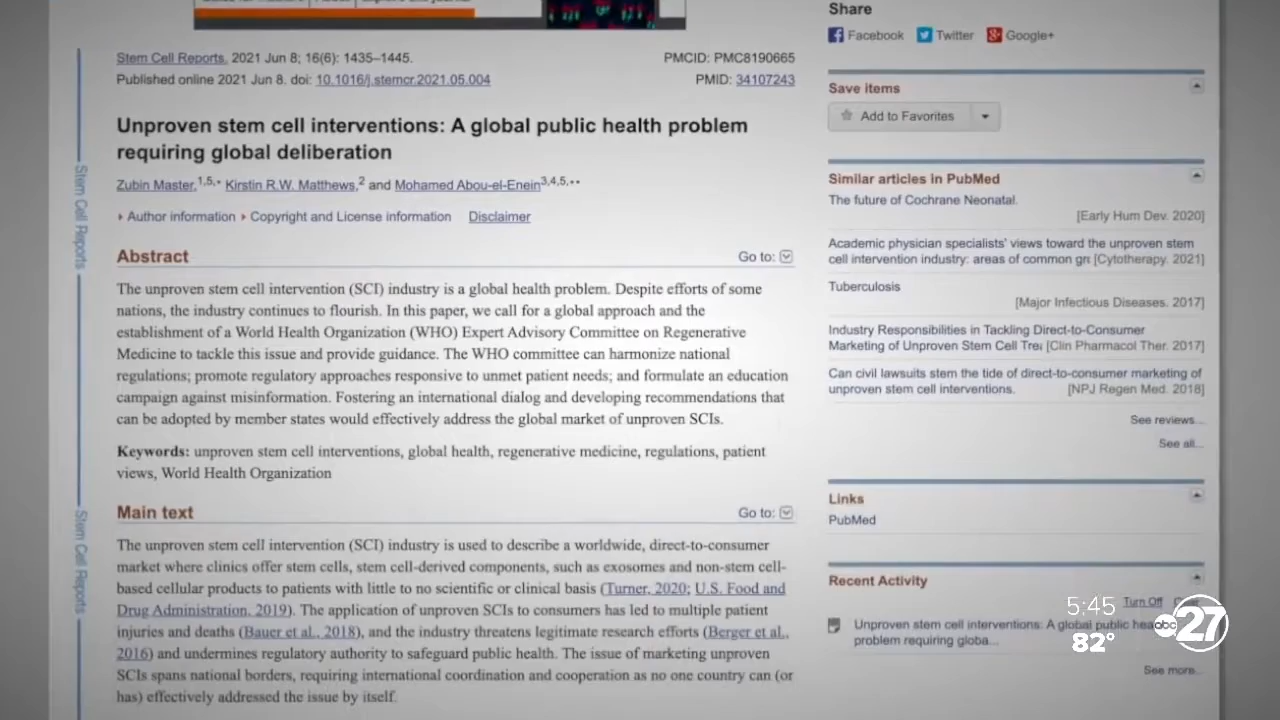 Stem Cell Reports. 2021 Jun 8; 16(6): 1435–1445.
PMCID: PMC8190665
Published online 2021 Jun 8. doi: 10.1016/j.stemcr.2021.05.004
PMID: 34107243
Unproven stem cell interventions: A global public health problem
requiring global deliberation
Zubin Master,1,5,∗ Kirstin R.W. Matthews,2 and Mohamed Abou-el-Enein3,4,5,∗∗
Author information Copyright and License information Disclaimer
Abstract
Go to:
The unproven stem cell intervention (SCI) industry is a global health problem. Despite efforts of some
nations, the industry continues to flourish. In this paper, we call for a global approach and the
establishment of a World Health Organization (WHO) Expert Advisory Committee on Regenerative
Medicine to tackle this issue and provide guidance. The WHO committee can harmonize national
regulations; promote regulatory approaches responsive to unmet patient needs; and formulate an education
campaign against misinformation. Fostering an international dialog and developing recommendations that
can be adopted by member states would effectively address the global market of unproven SCIs.
Keywords: unproven stem cell interventions, global health, regenerative medicine, regulations, patient
views, World Health Organization
Main text
Go to:
The unproven stem cell intervention (SCI) industry is used to describe a worldwide, direct-to-consumer
market where clinics offer stem cells, stem cell-derived components, such as exosomes and non-stem cell-
based cellular products to patients with little to no scientific or clinical basis (Turner, 2020; U.S. Food and
Drug Administration, 2019). The application of unproven SCIs to consumers has led to multiple patient
injuries and deaths (Bauer et al., 2018), and the industry threatens legitimate research efforts (Berger et al.,
2016) and undermines regulatory authority to safeguard public health. The issue of marketing unproven
SCIs spans national borders, requiring international coordination and cooperation as no one country can (or
has) effectively addressed the issue by itself.
Stem Cell Reports
Stem Cell Reports
Share
Facebook Twitter Google+
Save items
Add to Favorites
Similar articles in PubMed
The future of Cochrane Neonatal.
[Early Hum Dev. 2020]
Academic physician specialists' views toward the unproven stem
cell intervention industry: areas of common gr [Cytotherapy. 2021]
Tuberculosis
[Major Infectious Diseases. 2017]
Industry Responsibilities in Tackling Direct-to-Consumer
Marketing of Unproven Stem Cell Tre [Clin Pharmacol Ther. 2017]
Can civil lawsuits stem the tide of direct-to-consumer marketing of
unproven stem cell interventions. [NPJ Regen Med. 2018]
See reviews...
See all...
Links
PubMed
Recent Activity
Turn Off
Unproven stem cell interventions: A global public hea
problem requiring globa...
See more...
5:45
82°
abc 27